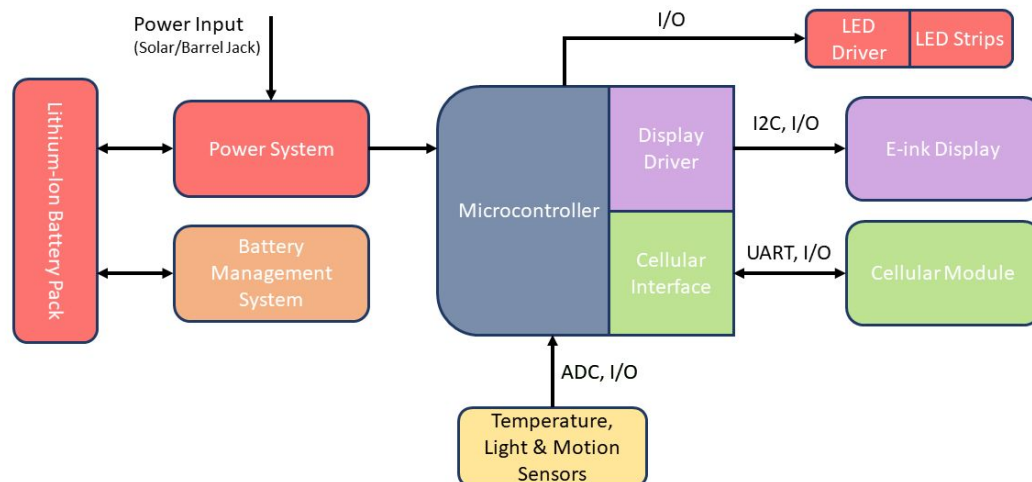 Power Input
(Solar/Barrel Jack)
I/O
LED
Driver
LED Strips
Lithium-Ion Battery Pack
Power System
Microcontroller
Display
Driver
I2C, I/O
E-ink Display
Battery
Management
System
Cellular
Interface
UART, I/O
Cellular Module
ADC, I/O
Temperature,
Light & Motion
Sensors